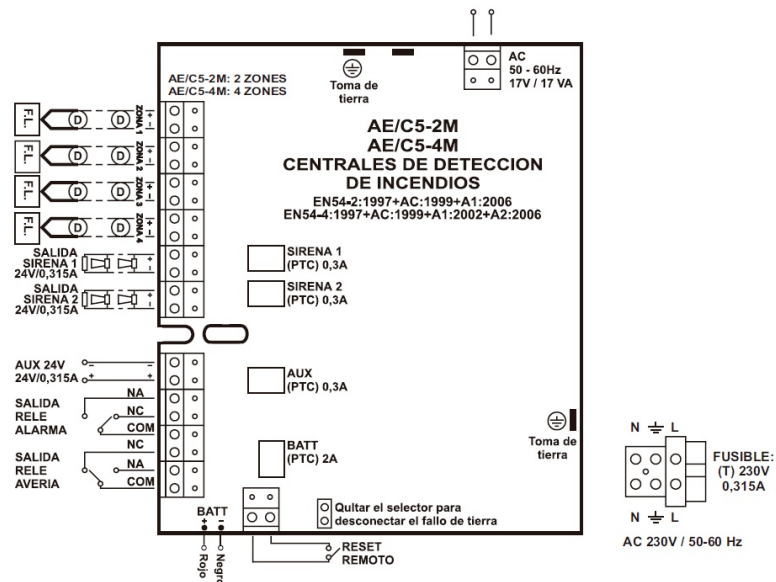 AC
50 - 60Hz
17V / 17 VA
Toma de
tierra
AE/C5-2M: 2 ZONES
AE/C5-4M: 4 ZONES
AE/C5-2M
AE/C5-4M
CENTRALES DE DETECCION
DE INCENDIOS
EN54-2:1997+AC:1999+A1:2006
EN54-4:1997+AC:1999+A1:2002+A2:2006
F.L. D D ZONA 1 + -
F.L. D D ZONA 2 + -
F.L. D D ZONA 3 + -
F.L. D D ZONA 4 + -
SALIDA
SIRENA 1
24V/0,315A
+ -
SALIDA
SIRENA 2
24V/0,315A
+ -
SIRENA 1
(PTC) 0,3A
SIRENA 2
(PTC) 0,3A
AUX 24V - -
24V/0,315A + +
AUX
(PTC) 0,3A
SALIDA
RELE
ALARMA
NA
NC
COM
SALIDA
RELE
AVERIA
NC
NA
COM
BATT
(PTC) 2A
Toma de
tierra
BATT
+ -
Rojo
Negro
Quitar el selector para
desconectar el fallo de tierra
RESET
REMOTO
N L
FUSIBLE:
(T) 230V
0,315A
N L
AC 230V / 50-60 Hz